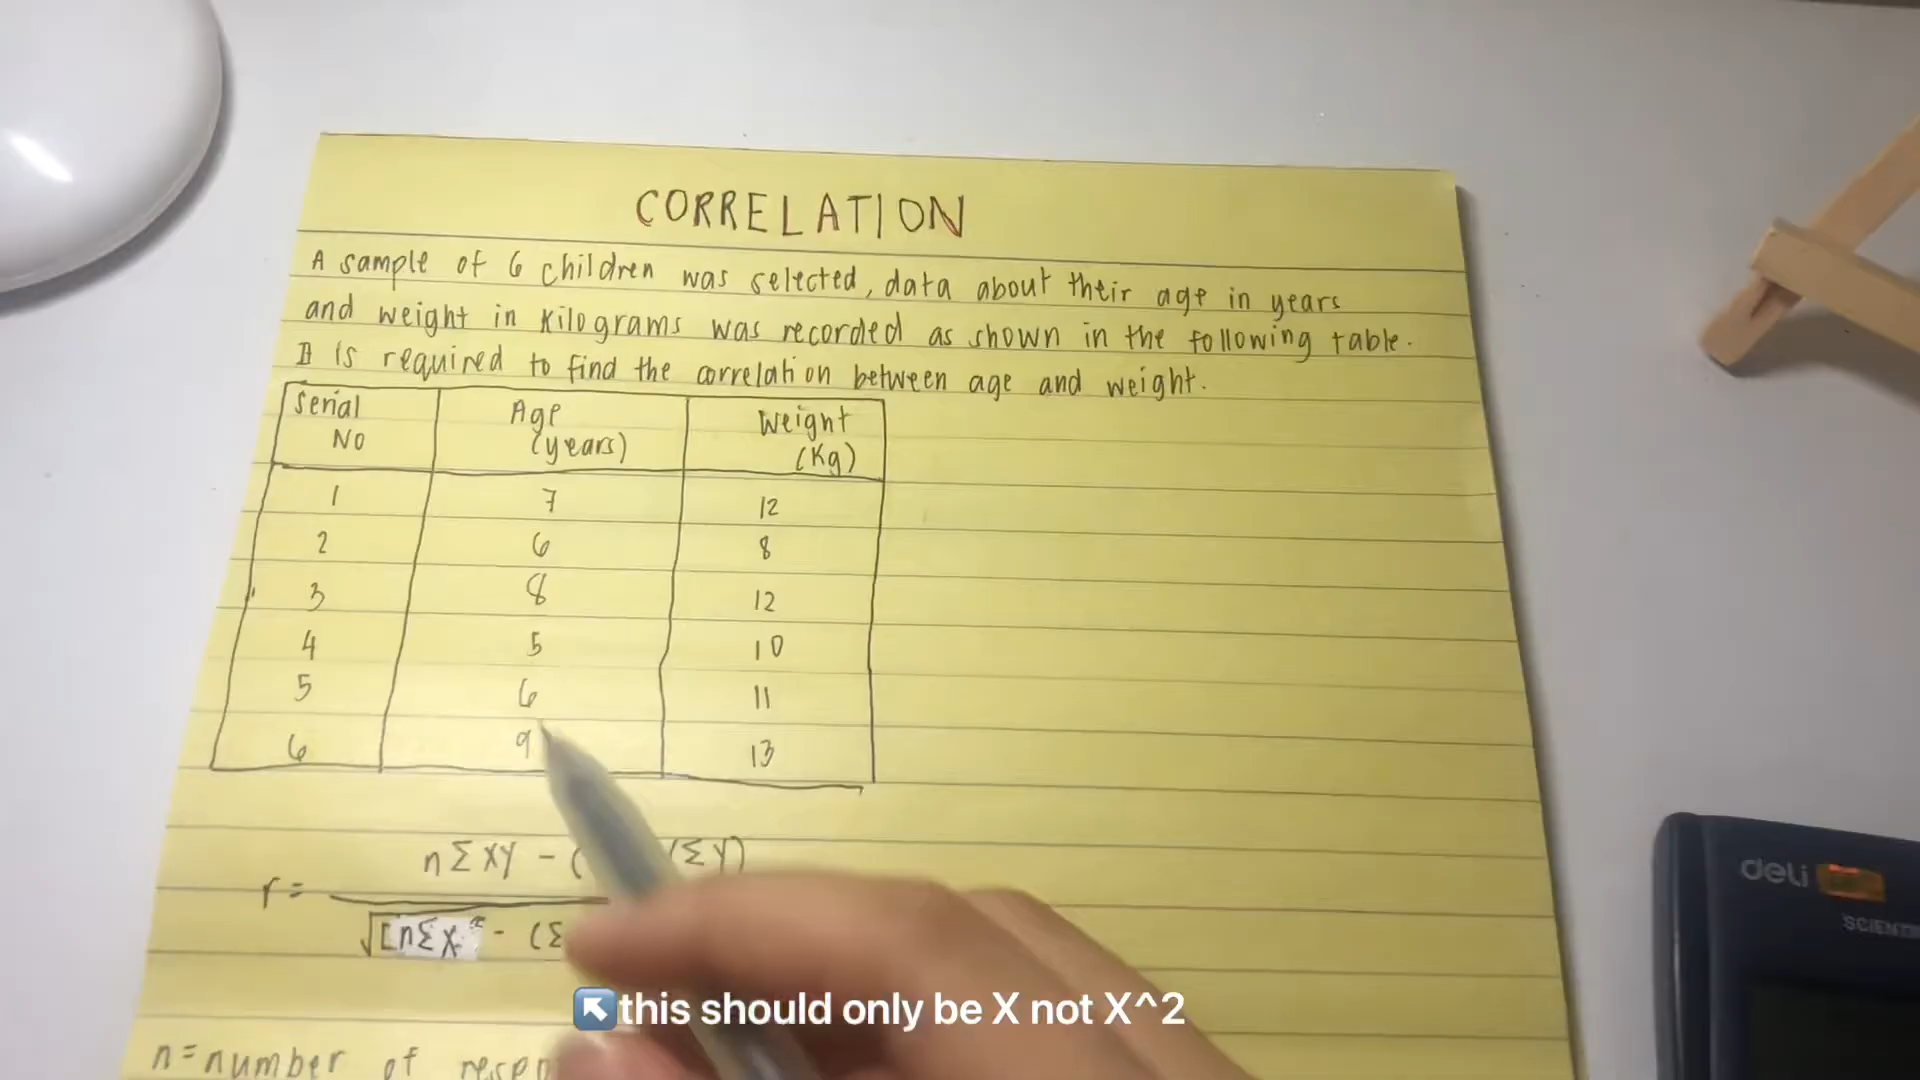 CORRELATION
A sample of 6 children was selected, data about their age in years
and weight in kilograms was recorded as shown in the following table.
It is required to find the correlation between age and weight.
Serial No Age (years) Weight (Kg)
1 7 12
2 6 8
3 8 12
4 5 10
5 6 11
6 9 13
r = nΣXY - ( (ΣY)
√[nΣX² - (Σ
this should only be X not X^2
n = number of
deli